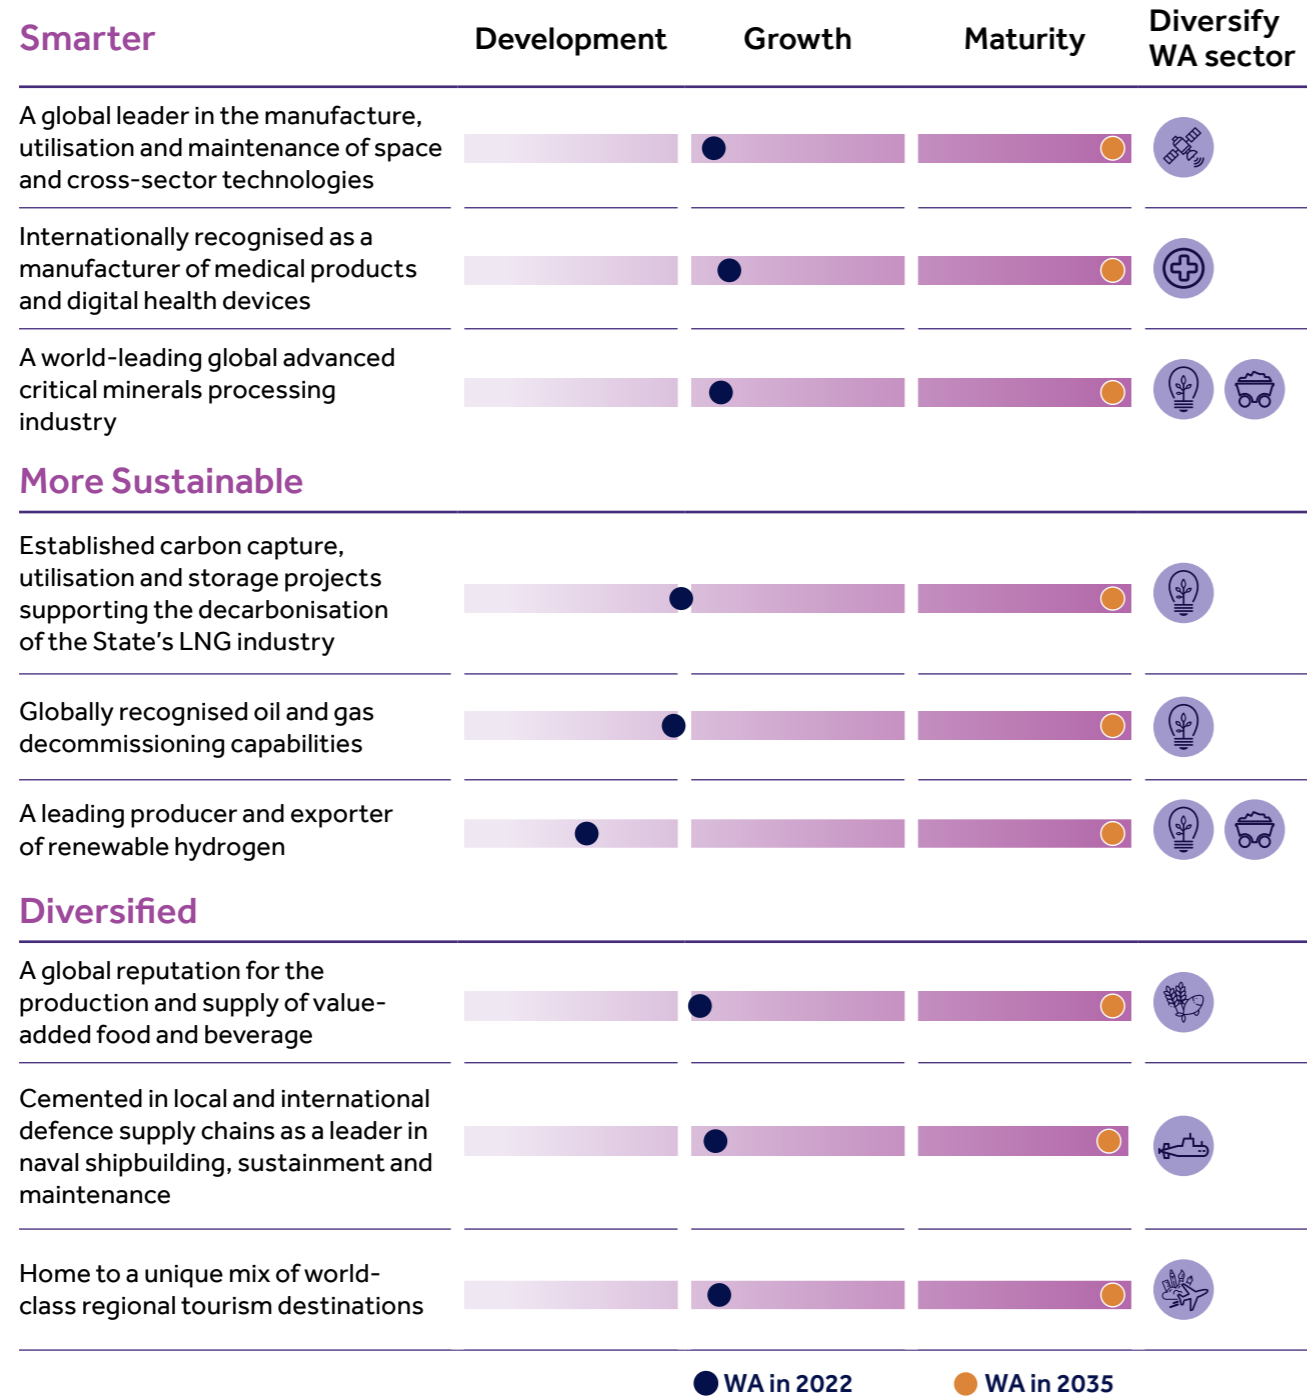 Smarter
Development
Growth
Maturity
Diversify
WA sector
A global leader in the manufacture,
utilisation and maintenance of space
and cross-sector technologies
Internationally recognised as a
manufacturer of medical products
and digital health devices
A world-leading global advanced
critical minerals processing
industry
More Sustainable
Established carbon capture,
utilisation and storage projects
supporting the decarbonisation
of the State's LNG industry
Globally recognised oil and gas
decommissioning capabilities
A leading producer and exporter
of renewable hydrogen
Diversified
A global reputation for the
production and supply of value-
added food and beverage
Cemented in local and international
defence supply chains as a leader in
naval shipbuilding, sustainment and
maintenance
Home to a unique mix of world-
class regional tourism destinations
WA in 2022
WA in 2035